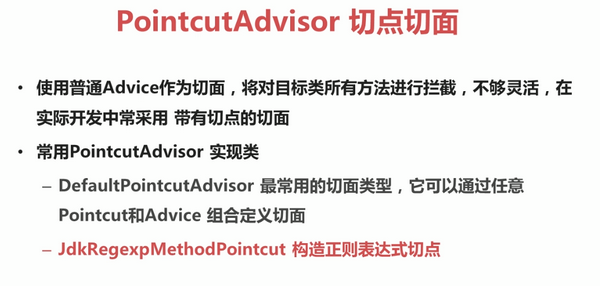 PointcutAdvisor 切点切面
• 使用普通Advice作为切面，将对目标类所有方法进行拦截，不够灵活，在
实际开发中常采用 带有切点的切面
• 常用PointcutAdvisor 实现类
– DefaultPointcutAdvisor 最常用的切面类型，它可以通过任意
Pointcut和Advice 组合定义切面
– JdkRegexpMethodPointcut 构造正则表达式切点